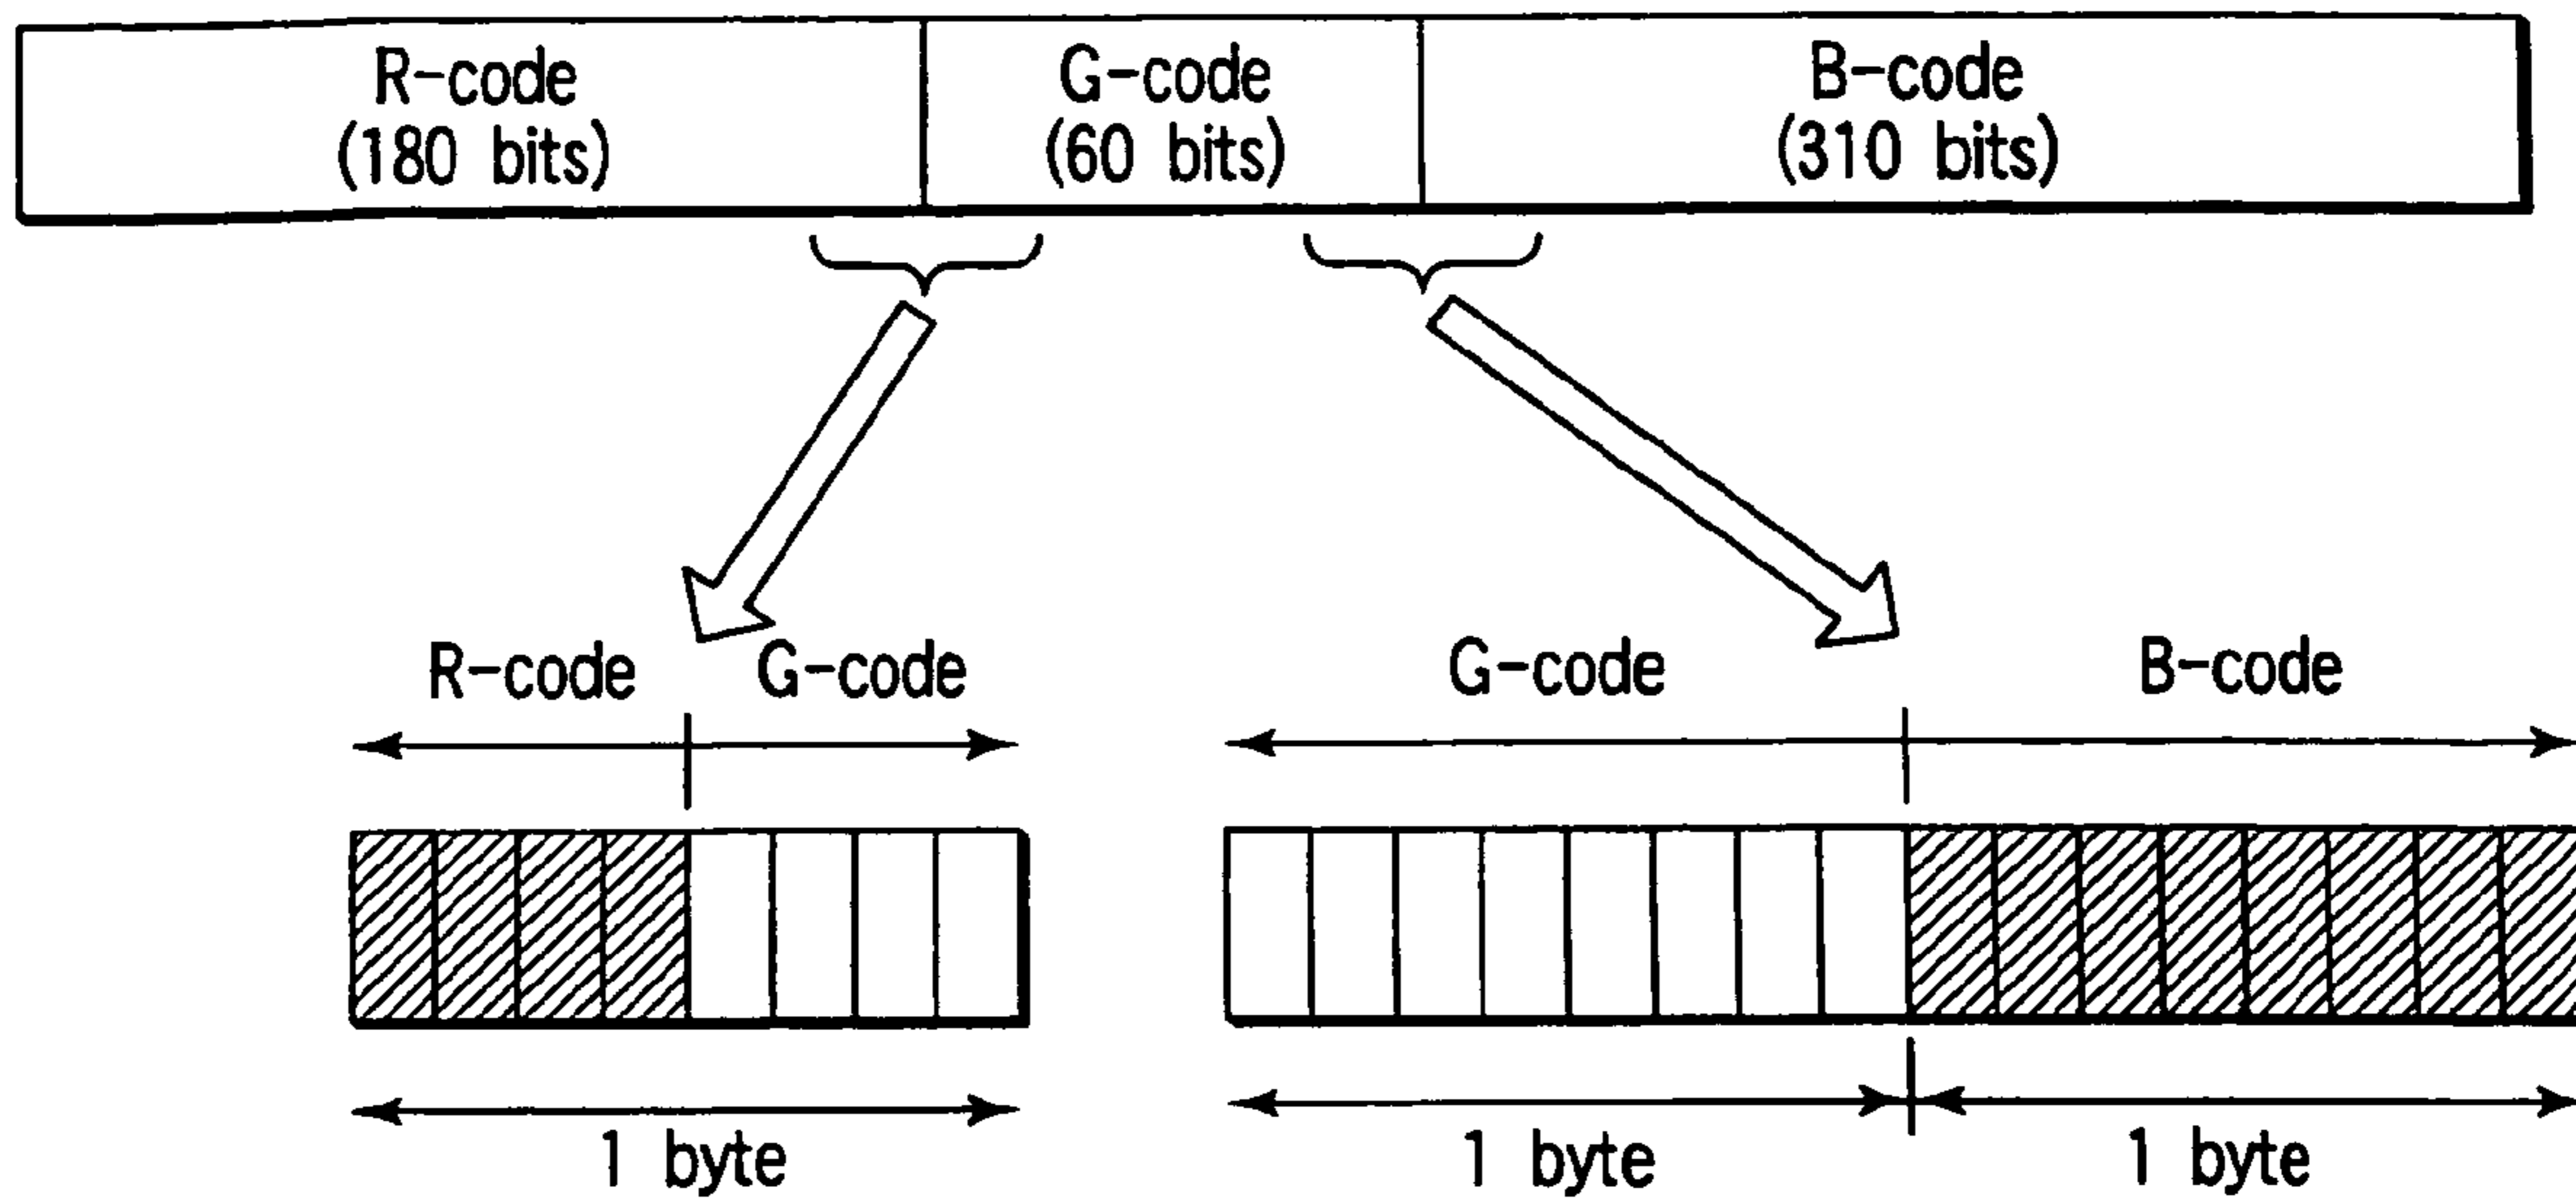 R-code
(180 bits)
G-code
(60 bits)
B-code
(310 bits)
R-code
G-code
G-code
B-code
1 byte
1 byte
1 byte